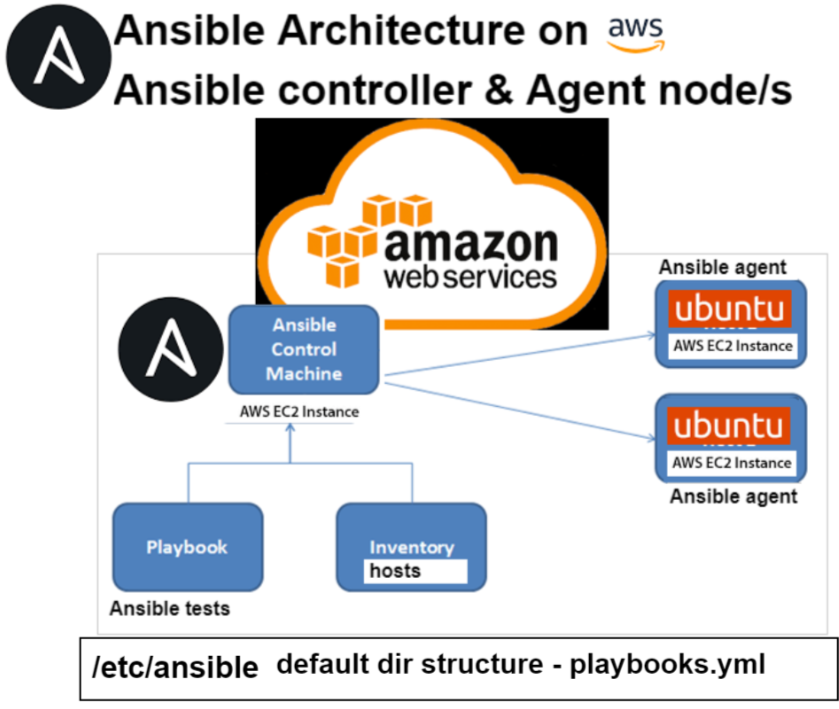 Ansible Architecture on aws
Ansible controller & Agent node/s
amazon
web services
Ansible agent
ubuntu
AWS EC2 Instance
Ansible
Control
Machine
AWS EC2 Instance
ubuntu
AWS EC2 Instance
Ansible agent
Playbook
Inventory
hosts
Ansible tests
/etc/ansible default dir structure - playbooks.yml